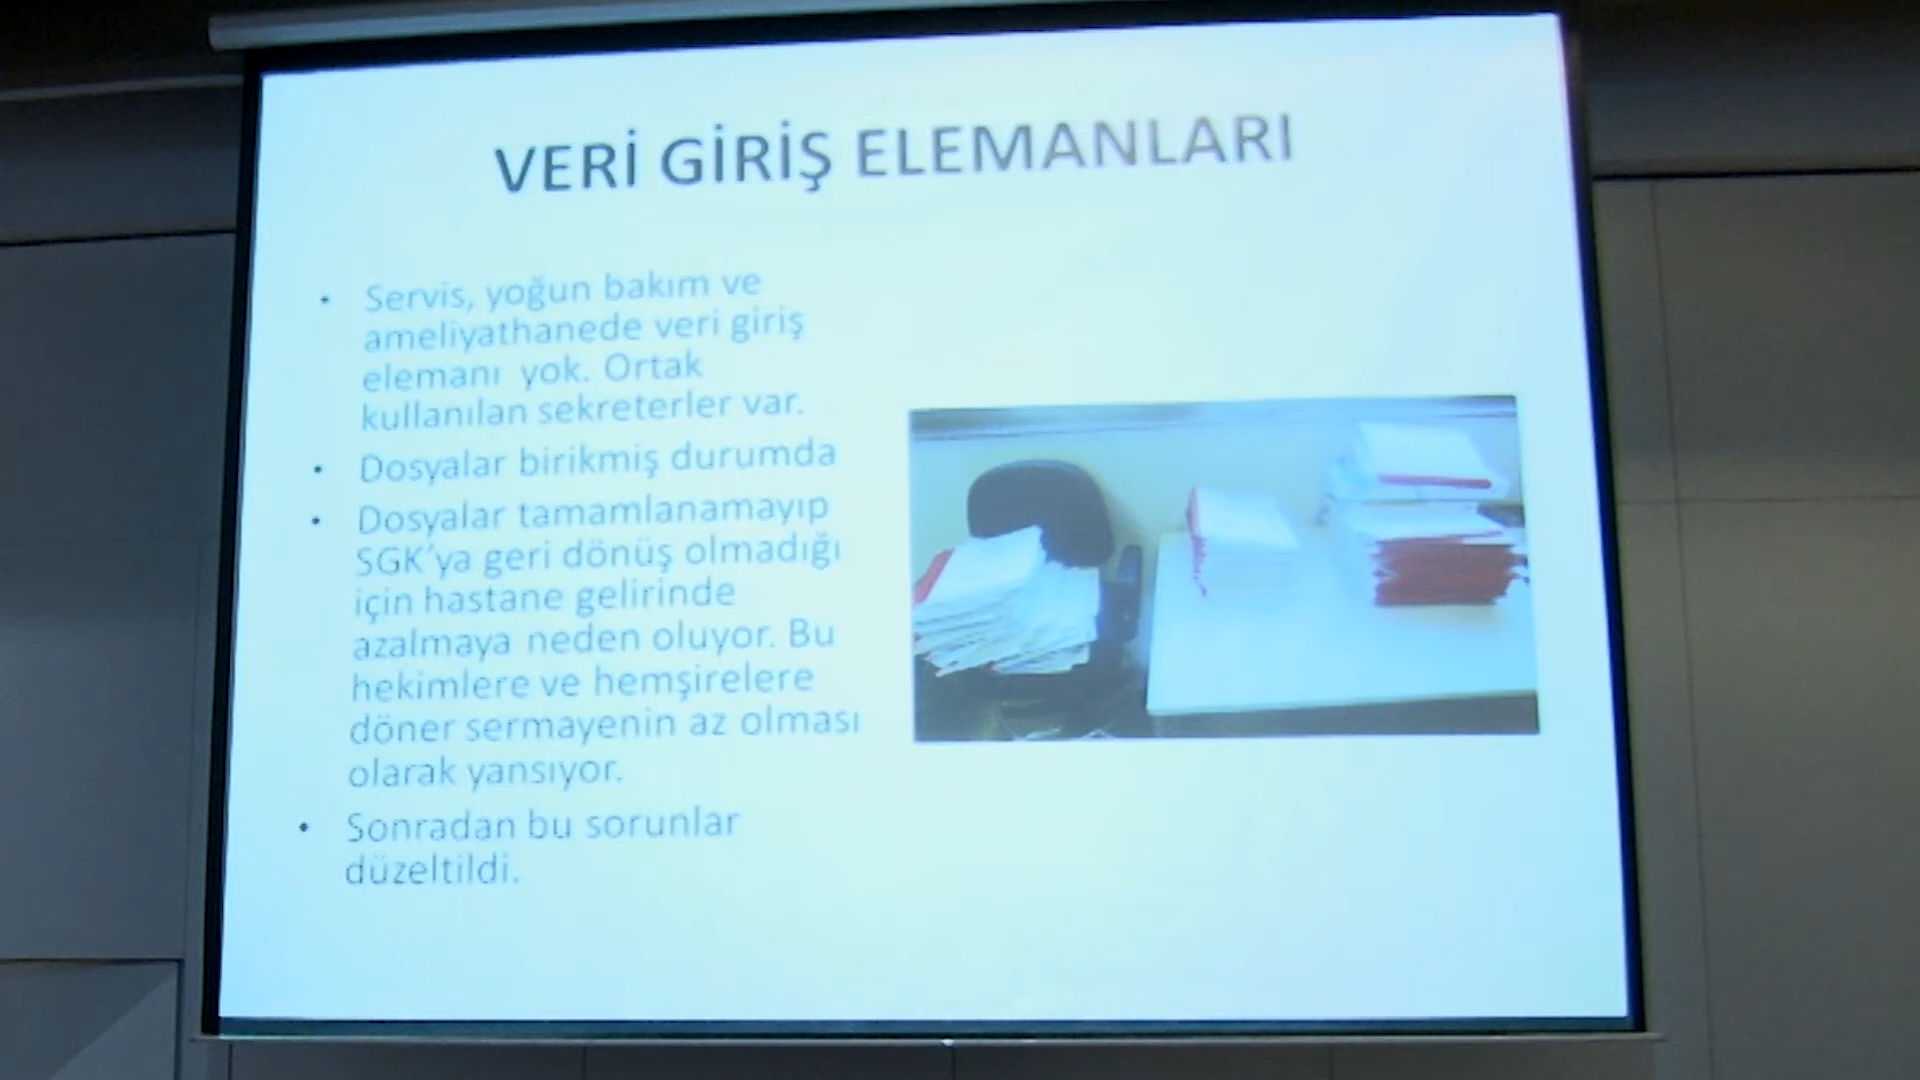 VERİ GİRİŞ ELEMANLARI
• Servis, yoğun bakım ve
ameliyathanede veri giriş
elemanı yok. Ortak
kullanılan sekreterler var.
• Dosyalar birikmiş durumda
• Dosyalar tamamlanamayıp
SGK'ya geri dönüş olmadığı
için hastane gelirinde
azalmaya neden oluyor. Bu
hekimlere ve hemşirelere
döner sermayenin az olması
olarak yansıyor.
• Sonradan bu sorunlar
düzeltildi.